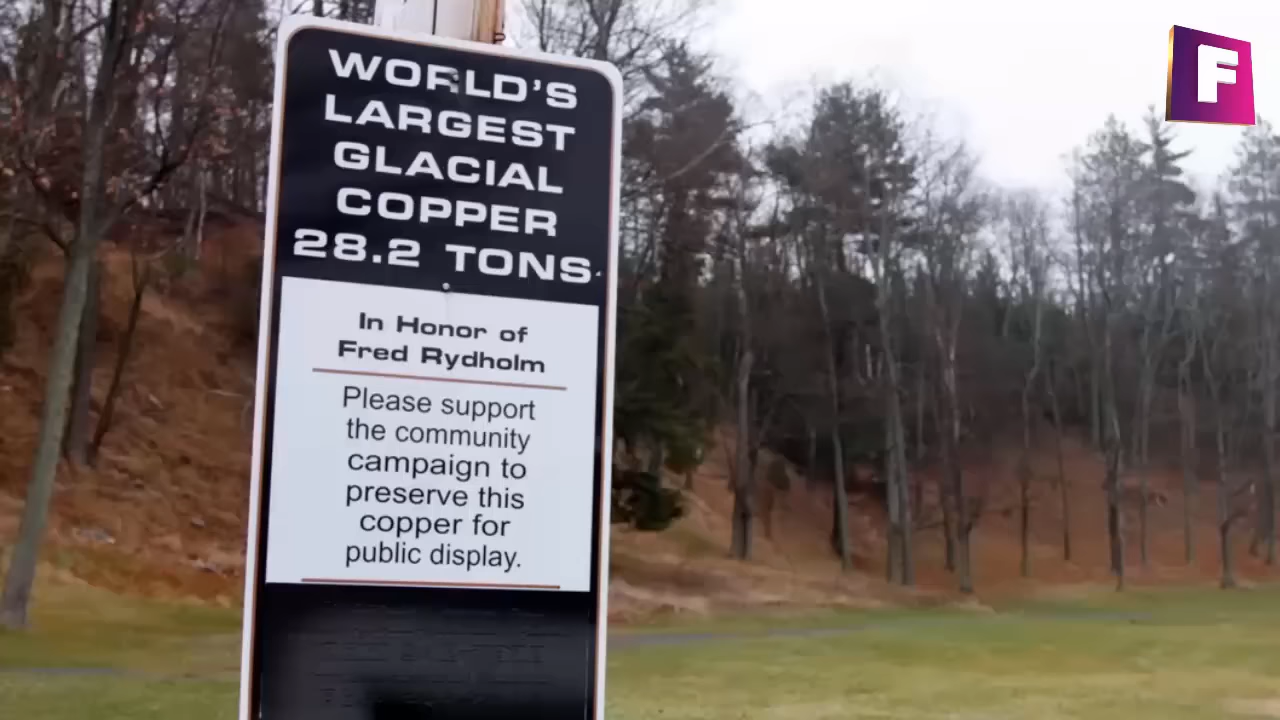 WORLD'S
LARGEST
GLACIAL
COPPER
28.2 TONS
In Honor of
Fred Rydholm
Please support
the community
campaign to
preserve this
copper for
public display.
F